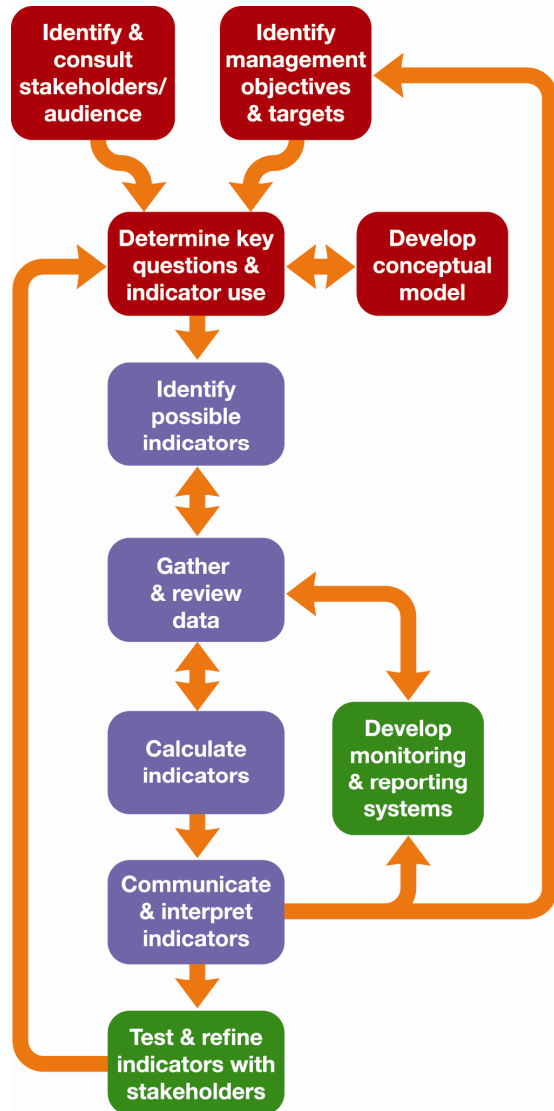 Identify &
consult
stakeholders/
audience
Identify
management
objectives
& targets
Determine key
questions &
indicator use
Develop
conceptual
model
Identify
possible
indicators
Gather
& review
data
Calculate
indicators
Develop
monitoring
& reporting
systems
Communicate
& interpret
indicators
Test & refine
indicators with
stakeholders